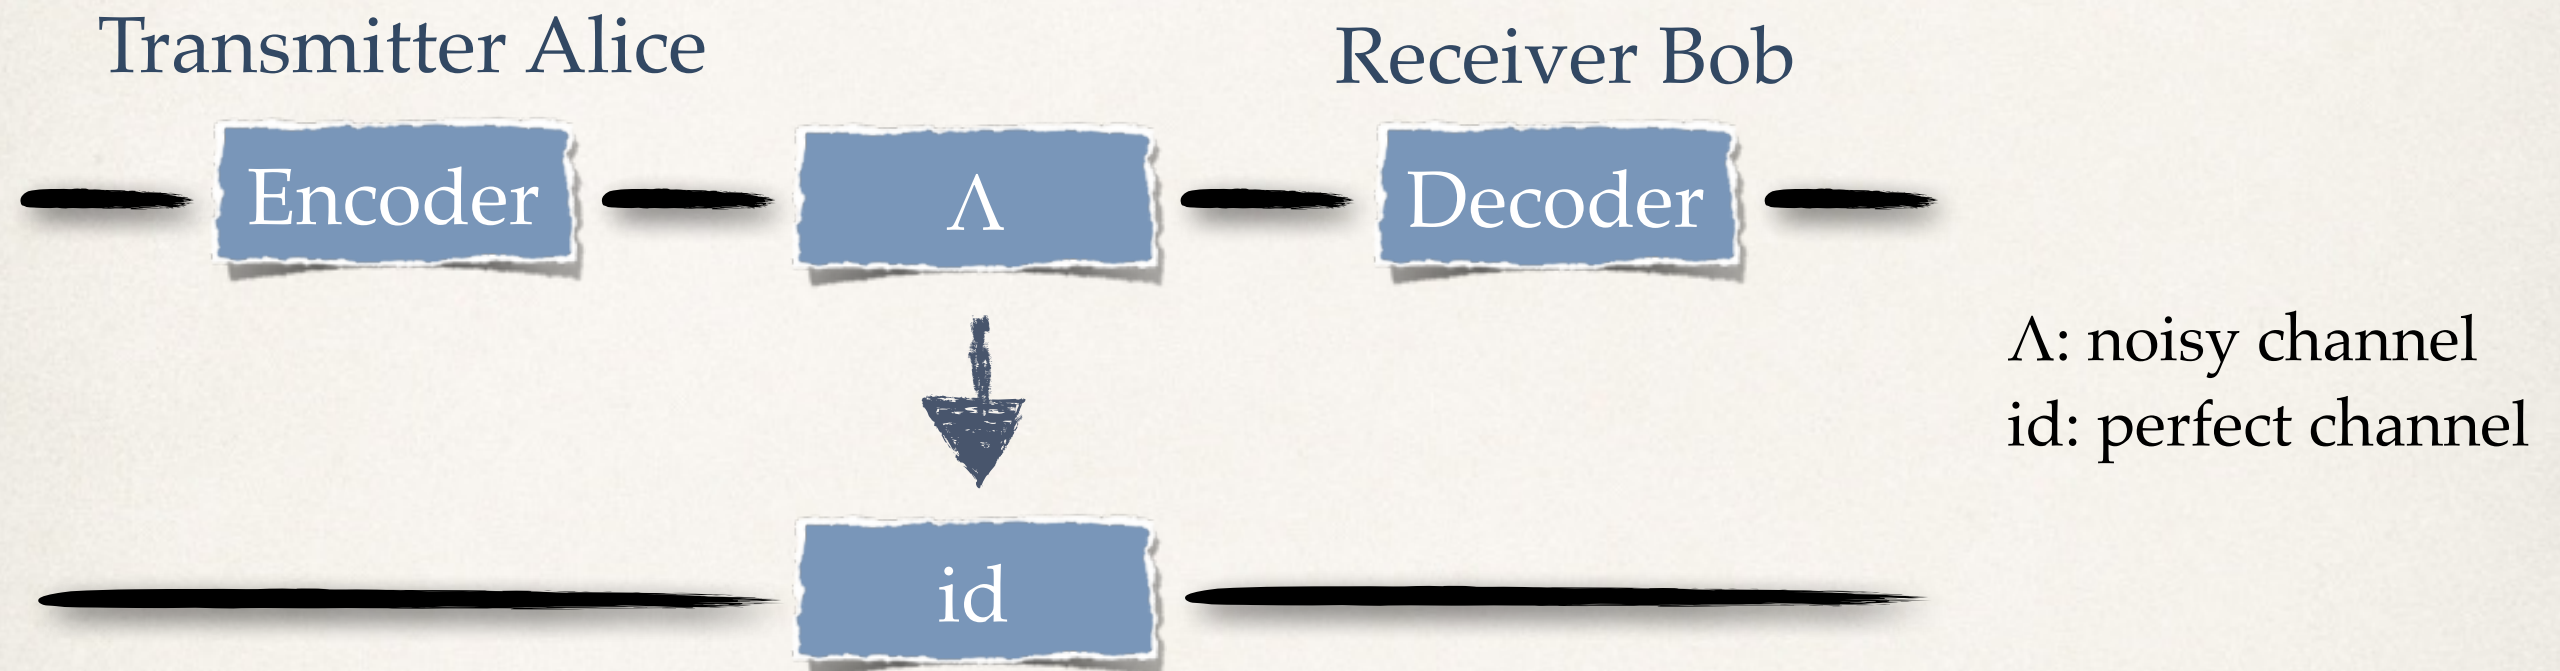 Transmitter Alice
Receiver Bob
Encoder
Λ
Decoder
Λ: noisy channel
id: perfect channel
id